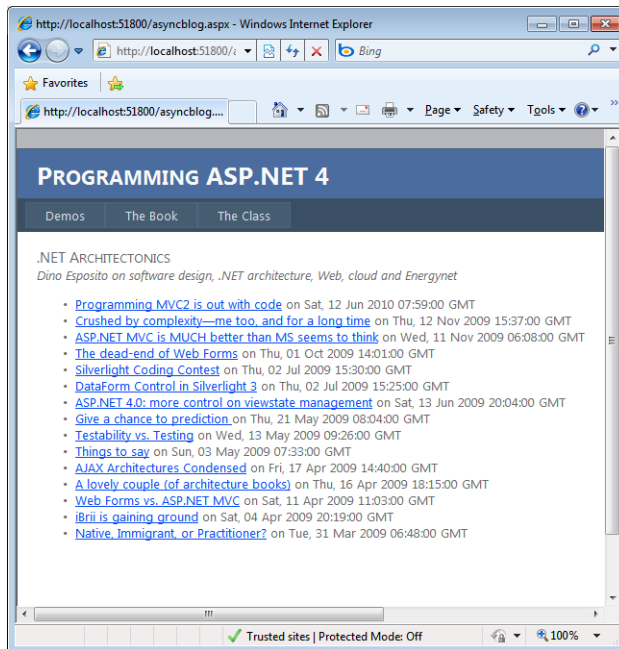 http://localhost:51800/asyncblog.aspx - Windows Internet Explorer
http://localhost:51800/a
Bing
Favorites
http://localhost:51800/asyncblog....
Page
Safety
Tools
PROGRAMMING ASP.NET 4
Demos
The Book
The Class
.NET ARCHITECTONICS
Dino Esposito on software design, .NET architecture, Web, cloud and Energynet
• Programming MVC2 is out with code on Sat, 12 Jun 2010 07:59:00 GMT
• Crushed by complexity—me too, and for a long time on Thu, 12 Nov 2009 15:37:00 GMT
• ASP.NET MVC is MUCH better than MS seems to think on Wed, 11 Nov 2009 06:08:00 GMT
• The dead-end of Web Forms on Thu, 01 Oct 2009 14:01:00 GMT
• Silverlight Coding Contest on Thu, 02 Jul 2009 15:30:00 GMT
• DataForm Control in Silverlight 3 on Thu, 02 Jul 2009 15:25:00 GMT
• ASP.NET 4.0: more control on viewstate management on Sat, 13 Jun 2009 20:04:00 GMT
• Give a chance to prediction on Thu, 21 May 2009 08:04:00 GMT
• Testability vs. Testing on Wed, 13 May 2009 09:26:00 GMT
• Things to say on Sun, 03 May 2009 07:33:00 GMT
• AJAX Architectures Condensed on Fri, 17 Apr 2009 14:40:00 GMT
• A lovely couple (of architecture books) on Thu, 16 Apr 2009 18:15:00 GMT
• Web Forms vs. ASP.NET MVC on Sat, 11 Apr 2009 11:03:00 GMT
• iBrii is gaining ground on Sat, 04 Apr 2009 20:19:00 GMT
• Native, Immigrant, or Practitioner? on Tue, 31 Mar 2009 06:48:00 GMT
Trusted sites | Protected Mode: Off
100%